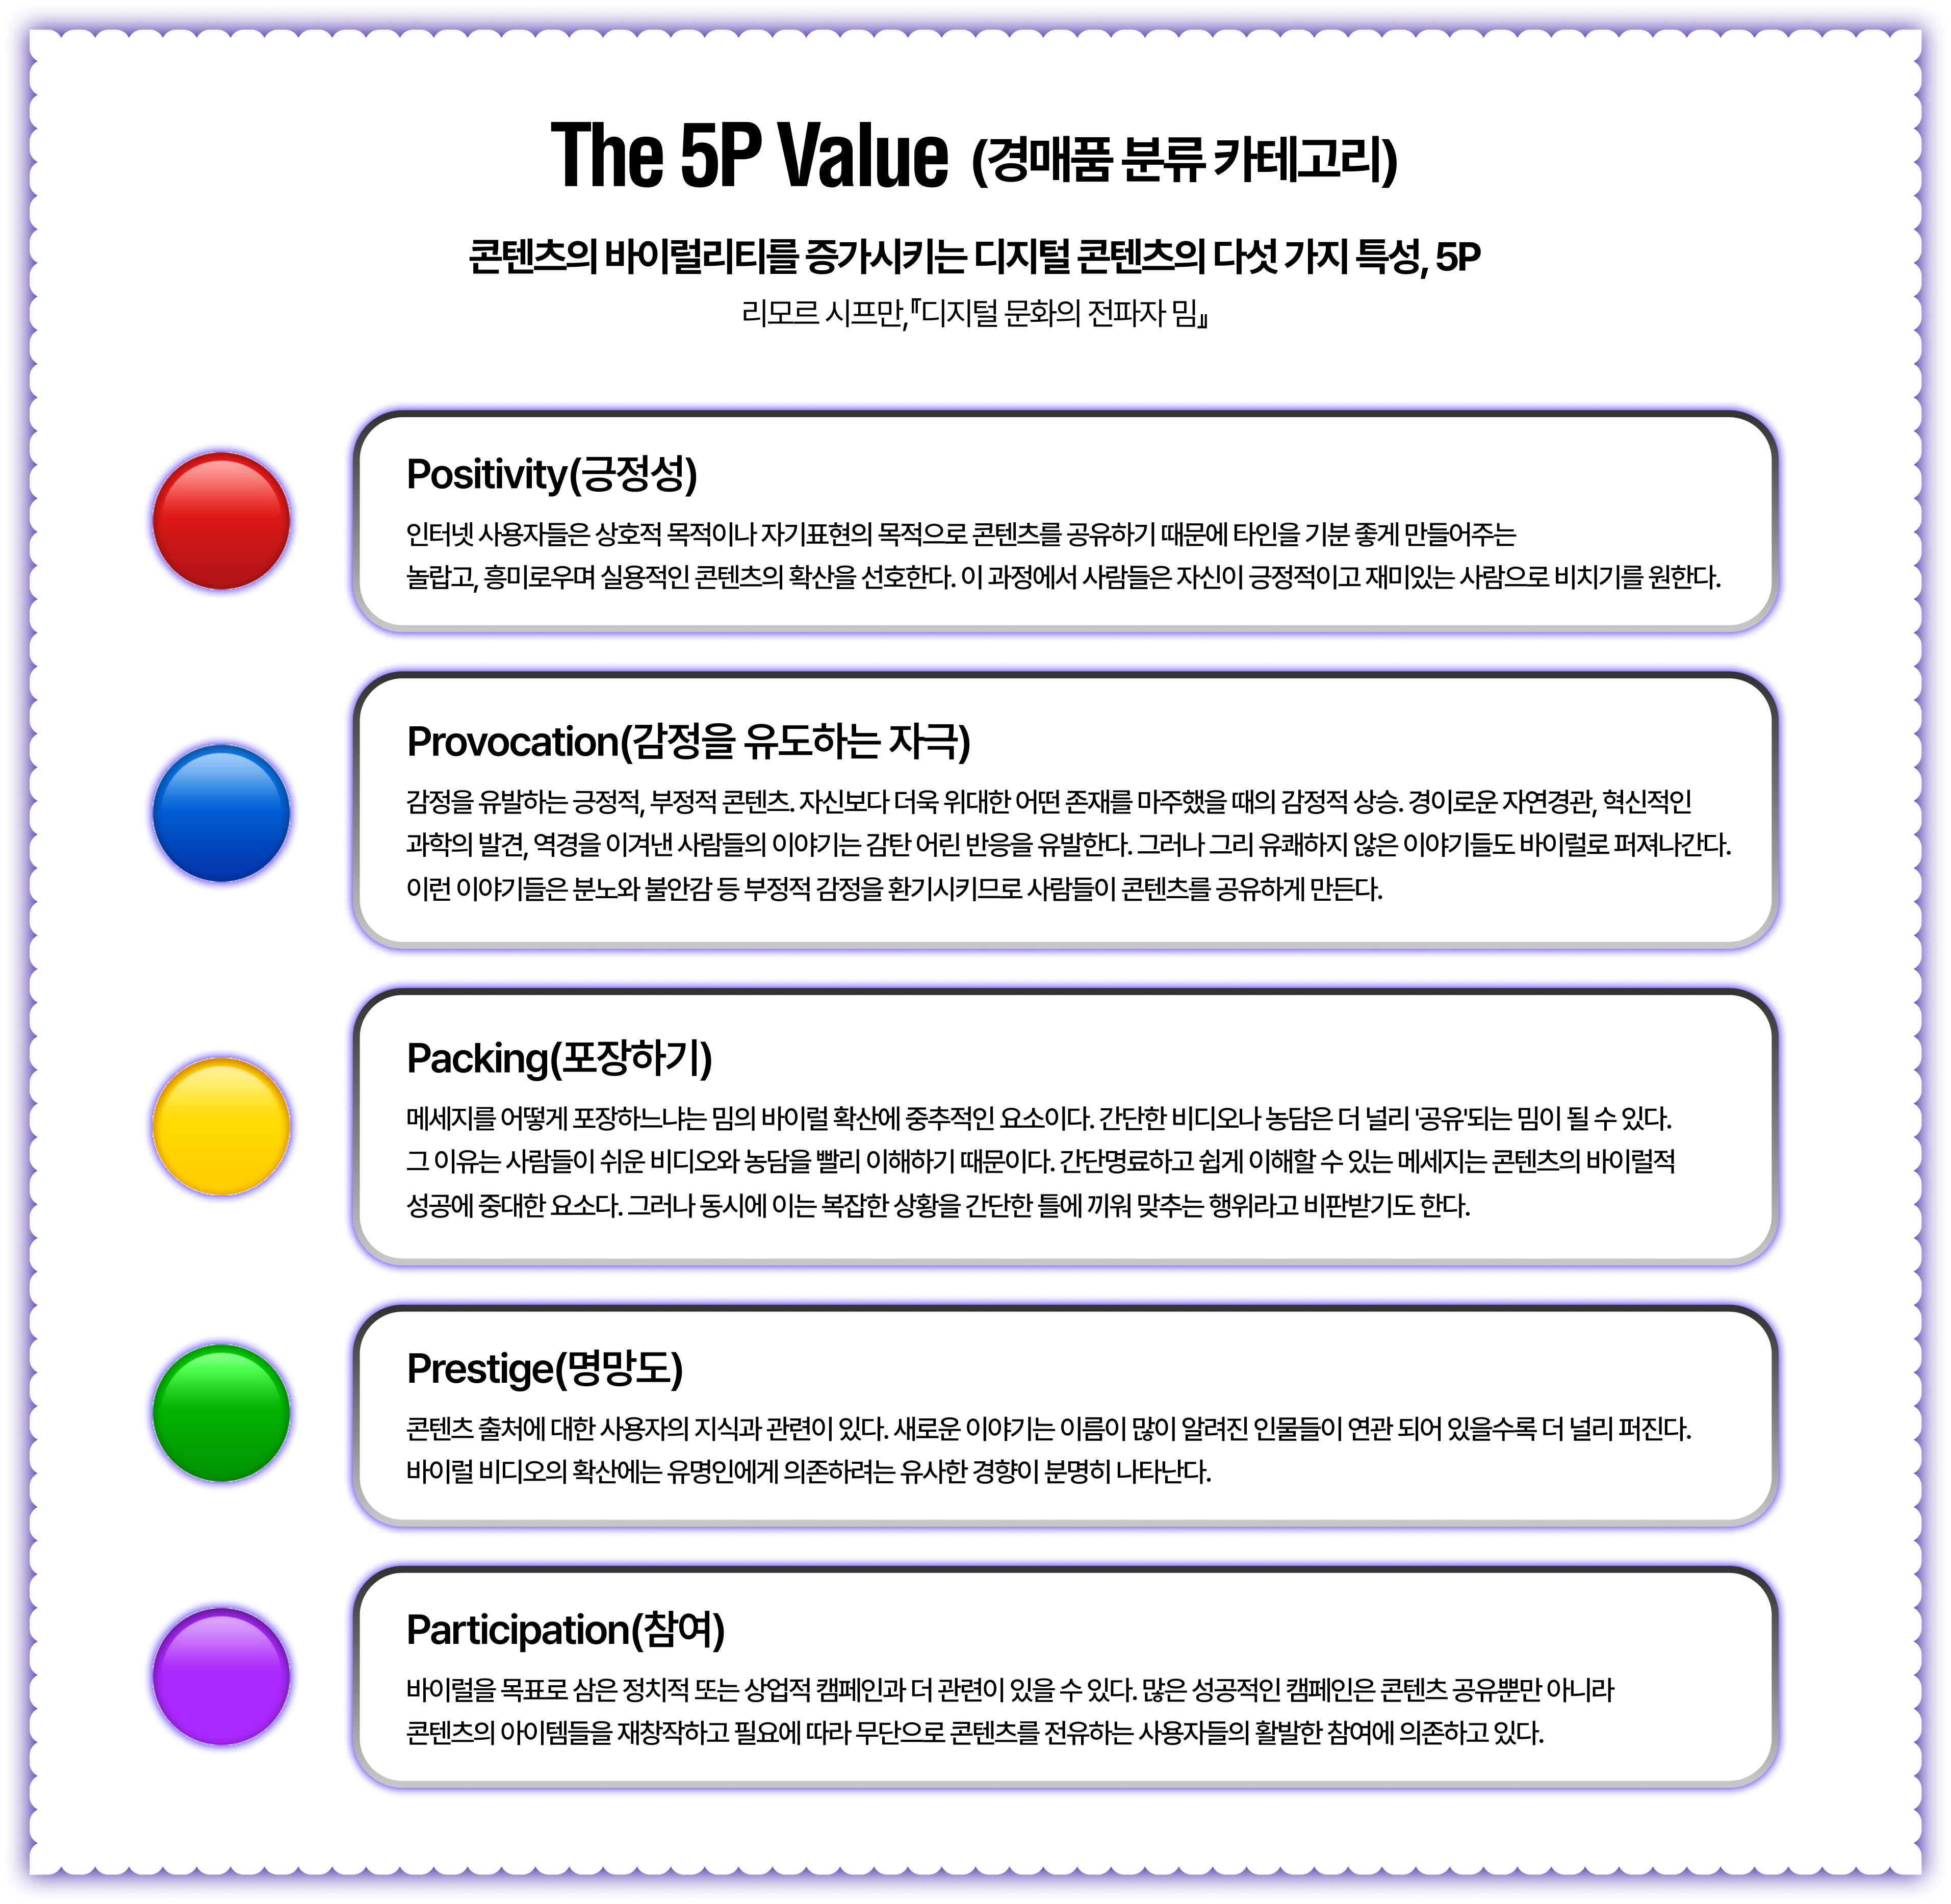 The 5P Value (경매품 분류 카테고리)
콘텐츠의 바이럴리티를 증가시키는 디지털 콘텐츠의 다섯 가지 특성, 5P
리모르 시프만,『디지털 문화의 전파자 밈』
Positivity(긍정성)
인터넷 사용자들은 상호적 목적이나 자기표현의 목적으로 콘텐츠를 공유하기 때문에 타인을 기분 좋게 만들어주는
놀랍고, 흥미로우며 실용적인 콘텐츠의 확산을 선호한다. 이 과정에서 사람들은 자신이 긍정적이고 재미있는 사람으로 비치기를 원한다.
Provocation(감정을 유도하는 자극)
감정을 유발하는 긍정적, 부정적 콘텐츠. 자신보다 더욱 위대한 어떤 존재를 마주했을 때의 감정적 상승. 경이로운 자연경관, 혁신적인
과학의 발견, 역경을 이겨낸 사람들의 이야기는 감탄 어린 반응을 유발한다. 그러나 그리 유쾌하지 않은 이야기들도 바이럴로 퍼져나간다.
이런 이야기들은 분노와 불안감 등 부정적 감정을 환기시키므로 사람들이 콘텐츠를 공유하게 만든다.
Packing(포장하기)
메세지를 어떻게 포장하느냐는 밈의 바이럴 확산에 중추적인 요소이다. 간단한 비디오나 농담은 더 널리 '공유'되는 밈이 될 수 있다.
그 이유는 사람들이 쉬운 비디오와 농담을 빨리 이해하기 때문이다. 간단명료하고 쉽게 이해할 수 있는 메세지는 콘텐츠의 바이럴적
성공에 중대한 요소다. 그러나 동시에 이는 복잡한 상황을 간단한 틀에 끼워 맞추는 행위라고 비판받기도 한다.
Prestige(명망도)
콘텐츠 출처에 대한 사용자의 지식과 관련이 있다. 새로운 이야기는 이름이 많이 알려진 인물들이 연관 되어 있을수록 더 널리 퍼진다.
바이럴 비디오의 확산에는 유명인에게 의존하려는 유사한 경향이 분명히 나타난다.
Participation(참여)
바이럴을 목표로 삼은 정치적 또는 상업적 캠페인과 더 관련이 있을 수 있다. 많은 성공적인 캠페인은 콘텐츠 공유뿐만 아니라
콘텐츠의 아이템들을 재창작하고 필요에 따라 무단으로 콘텐츠를 전유하는 사용자들의 활발한 참여에 의존하고 있다.